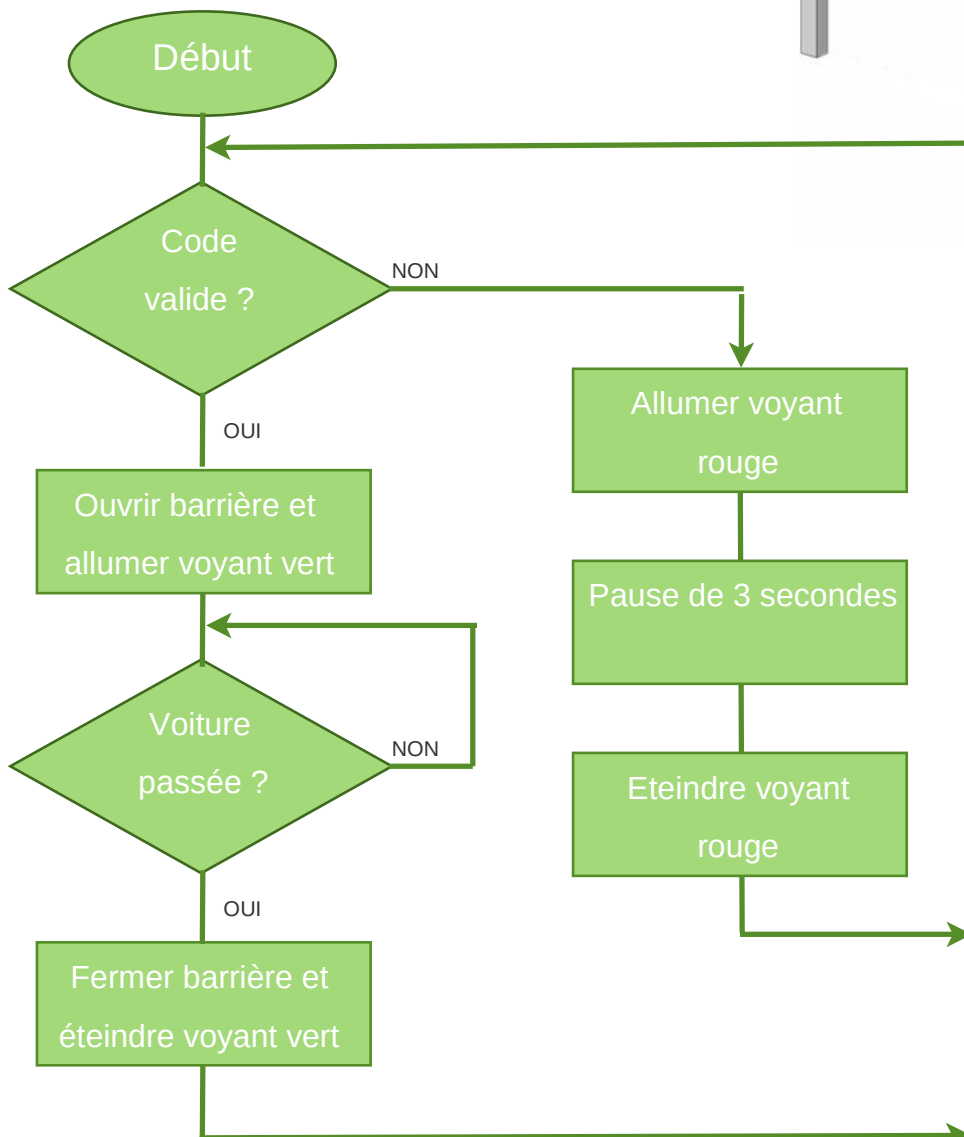 Début
Code
valide ?
NON
OUI
Allumer voyant
rouge
Ouvrir barrière et
allumer voyant vert
Pause de 3 secondes
Voiture
passée ?
NON
OUI
Eteindre voyant
rouge
Fermer barrière et
éteindre voyant vert